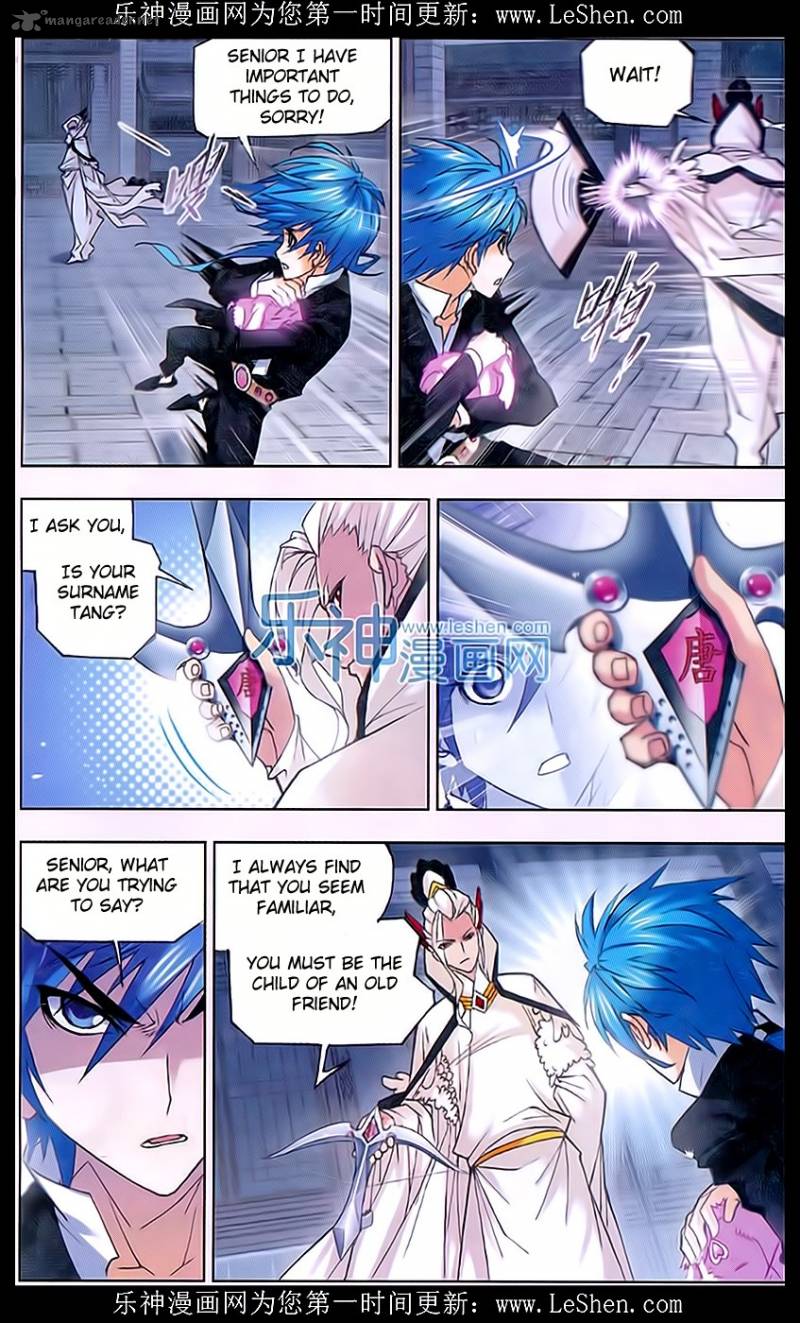 乐神漫画网为您第一时间更新：www.LeShen.com
mangareader.net
SENIOR I HAVE
IMPORTANT
THINGS TO DO,
SORRY!
WAIT!
嗖
I ASK YOU,
IS YOUR
SURNAME
TANG?
唐
唐
乐神漫画网
www.leshen.com
SENIOR, WHAT
ARE YOU TRYING
TO SAY?
I ALWAYS FIND
THAT YOU SEEM
FAMILIAR,
YOU MUST BE THE
CHILD OF AN OLD
FRIEND!
乐神漫画网为您第一时间更新：www.LeShen.com